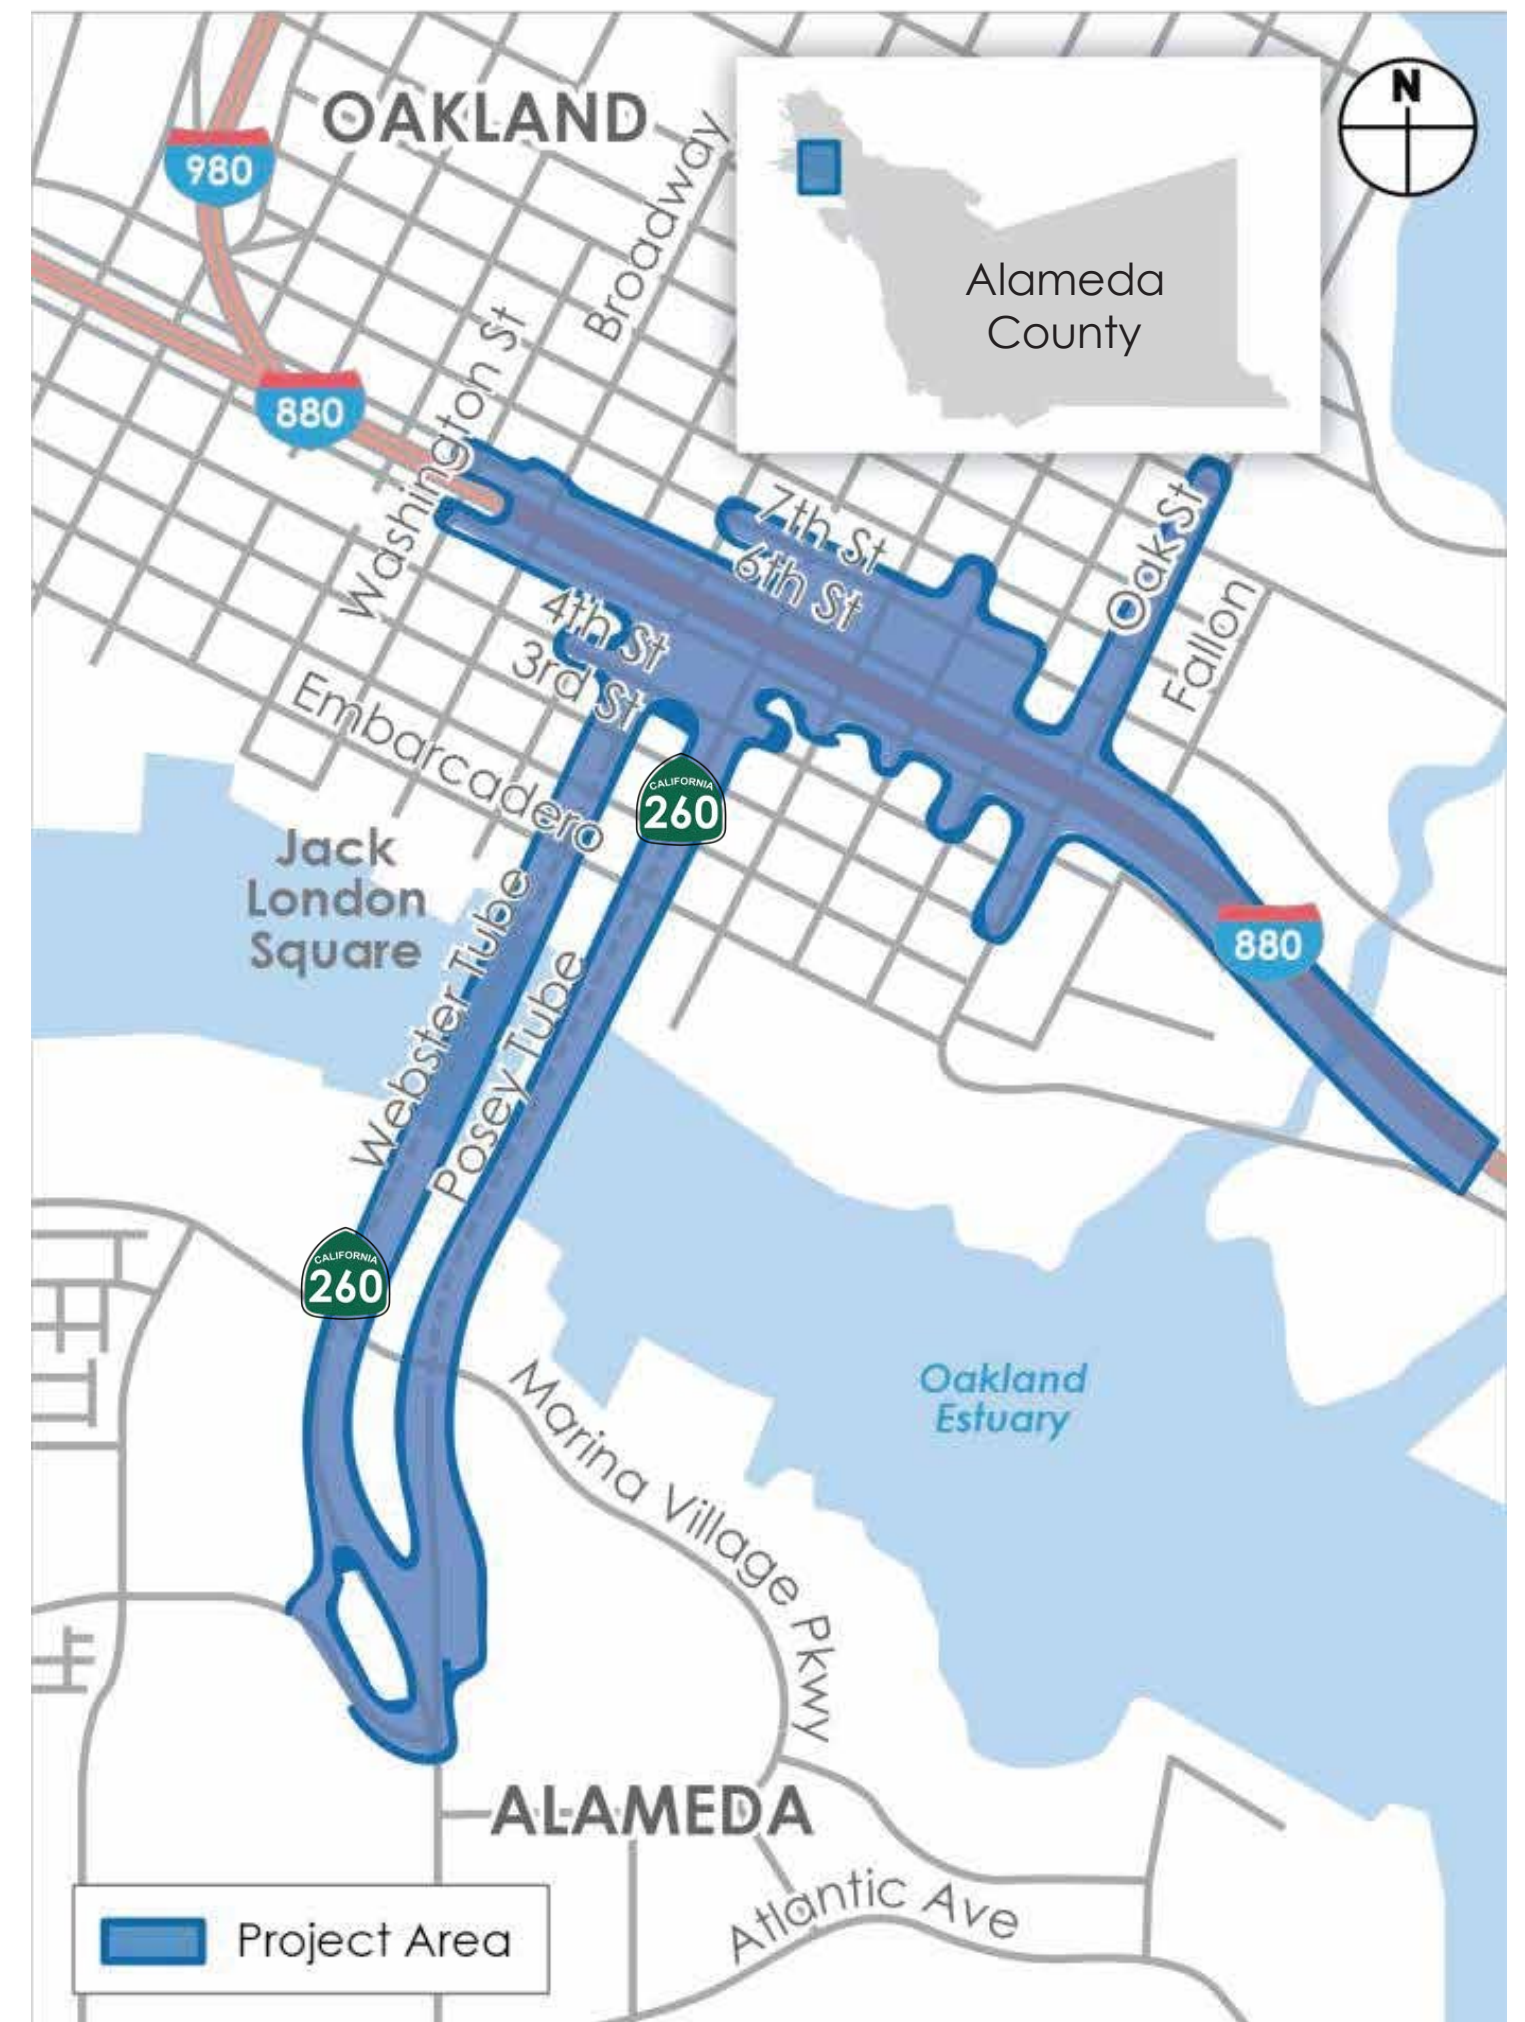 OAKLAND
N
980
Broadway
Alameda
County
Washington St
880
7th St
6th St
Oak St
Fallon
4th St
3rd St
Embarcadero
CALIFORNIA
260
Jack
London
Square
880
Webster Tube
Posey Tube
CALIFORNIA
260
Oakland
Estuary
Marina Village Pkwy
ALAMEDA
Atlantic Ave
Project Area